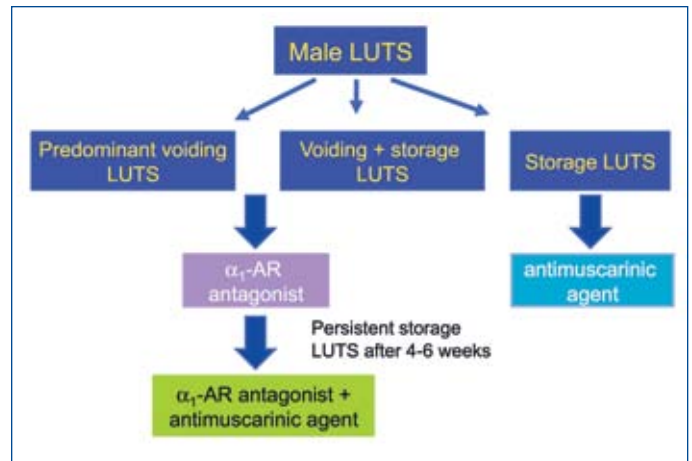 Male LUTS
Predominant voiding
LUTS
Voiding + storage
LUTS
Storage LUTS
α₁-AR
antagonist
antimuscarinic
agent
Persistent storage
LUTS after 4-6 weeks
α₁-AR antagonist +
antimuscarinic agent